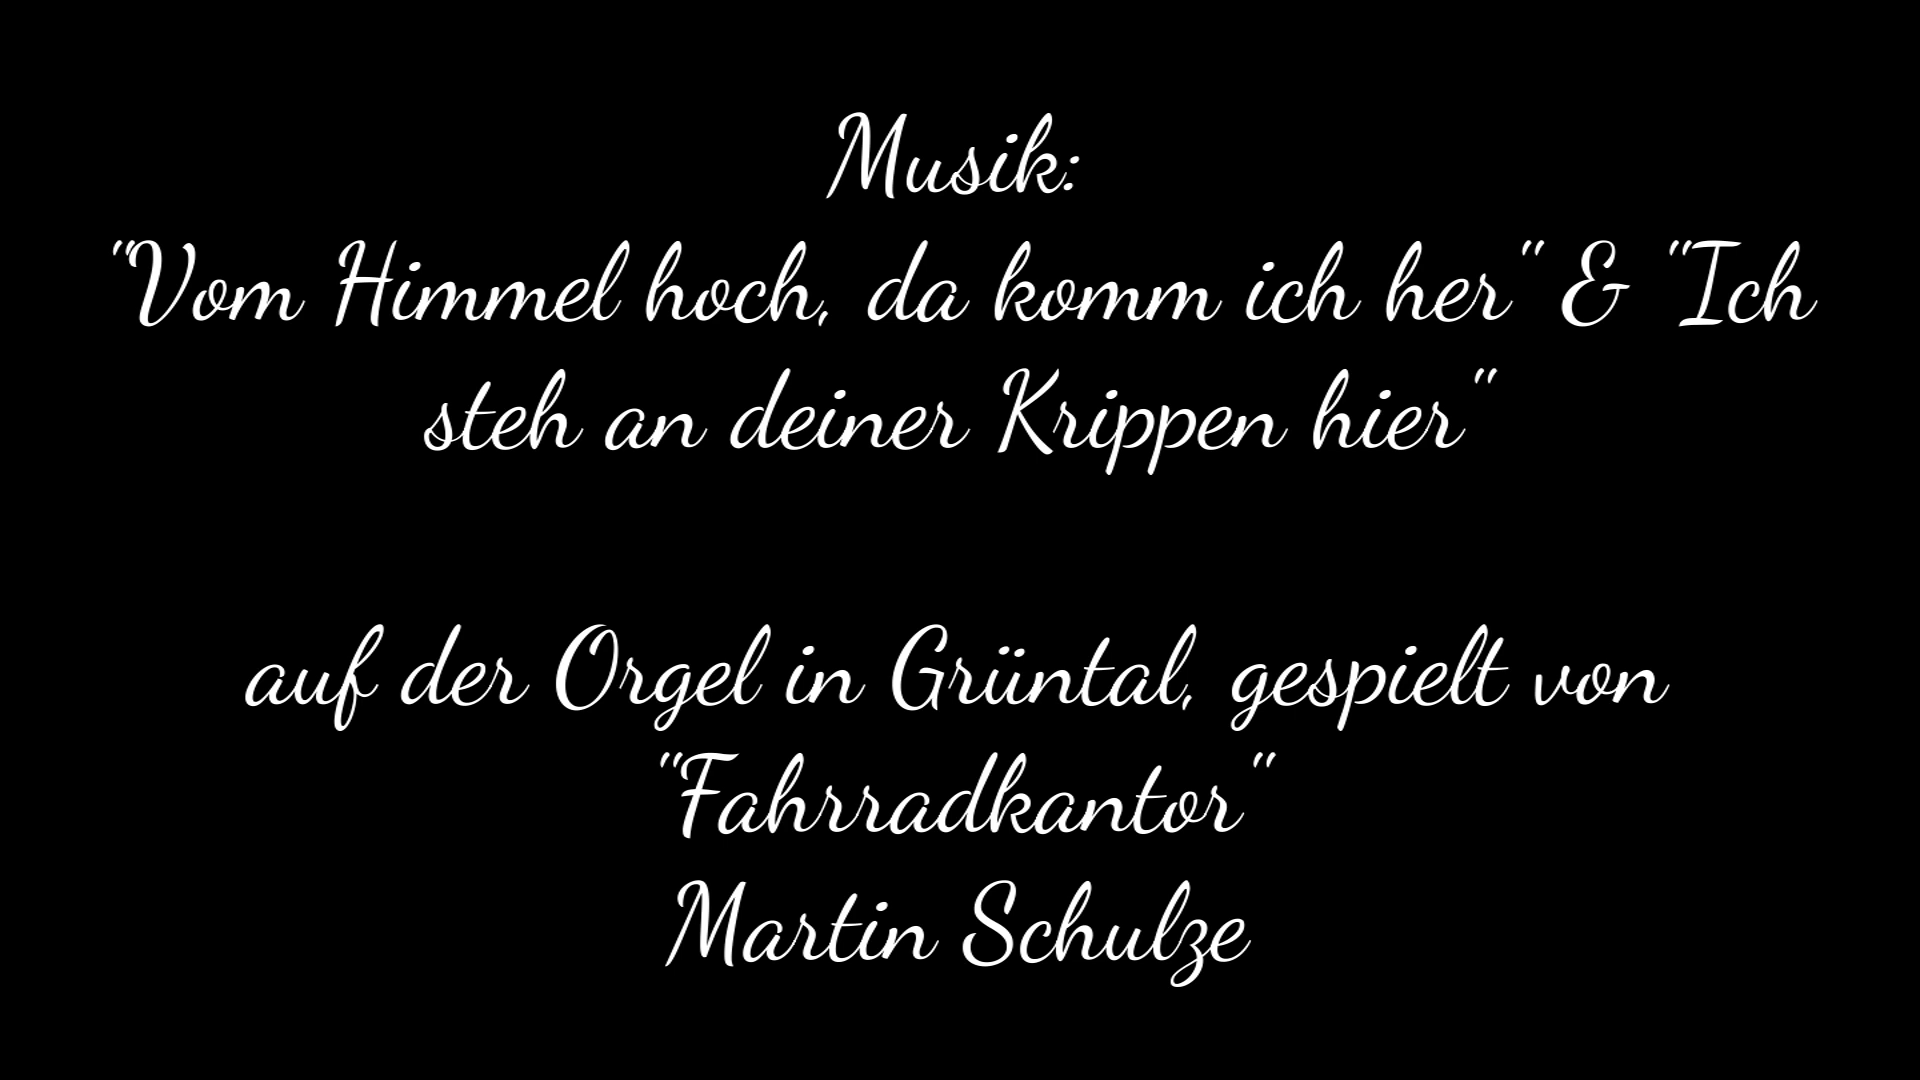 Musik:
"Vom Himmel hoch, da komm ich her" & "Ich
steh an deiner Krippen hier"
auf der Orgel in Grüntal, gespielt von
"Fahrradkantor"
Martin Schulze